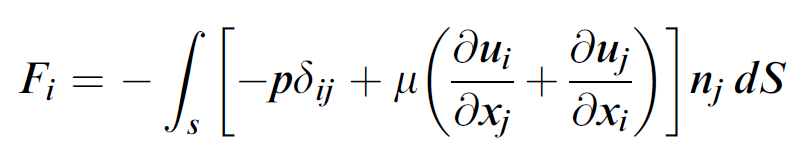 $F_i = -\int_s \left[ -p\delta_{ij} + \mu \left( \frac{\partial u_i}{\partial x_j} + \frac{\partial u_j}{\partial x_i} \right) \right] n_j \, dS$